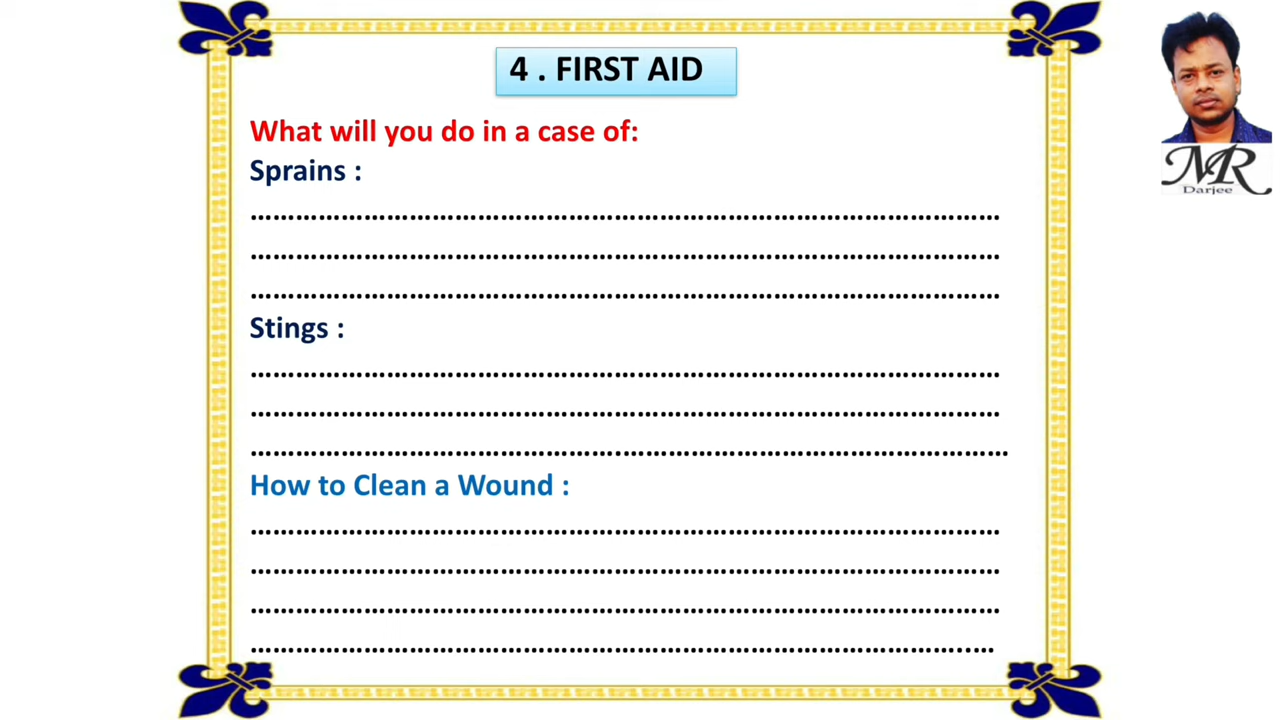 4 . FIRST AID
What will you do in a case of:
Sprains :
………………………………………………………………………………………
………………………………………………………………………………………
………………………………………………………………………………………
Stings :
………………………………………………………………………………………
………………………………………………………………………………………
……………………………………………………………………………………….
How to Clean a Wound :
………………………………………………………………………………………
………………………………………………………………………………………
………………………………………………………………………………………
…………………………………………………………………………………..…
MR
Darjee